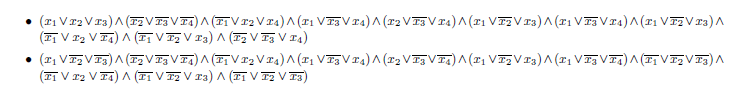 • (x₁∨x₂∨x₃)∧(x̅₂∨x̅₃∨x̅₄)∧(x̅₁∨x₂∨x₄)∧(x₁∨x̅₃∨x₄)∧(x₂∨x̅₃∨x₄)∧(x₁∨x̅₂∨x₃)∧(x₁∨x̅₃∨x₄)∧(x₁∨x̅₂∨x₃)∧
(x̅₁ ∨ x₂ ∨ x̅₄) ∧ (x̅₁ ∨ x̅₂ ∨ x₃) ∧ (x̅₂ ∨ x̅₃ ∨ x₄)
• (x₁∨x̅₂∨x̅₃)∧(x̅₂∨x̅₃∨x̅₄)∧(x̅₁∨x₂∨x₄)∧(x₁∨x̅₃∨x₄)∧(x₂∨x̅₃∨x̅₄)∧(x₁∨x̅₂∨x₃)∧(x₁∨x̅₃∨x̅₄)∧(x̅₁∨x̅₂∨x̅₃)∧
(x̅₁ ∨ x₂ ∨ x̅₄) ∧ (x̅₁ ∨ x̅₂ ∨ x₃) ∧ (x̅₁ ∨ x̅₂ ∨ x̅₃)